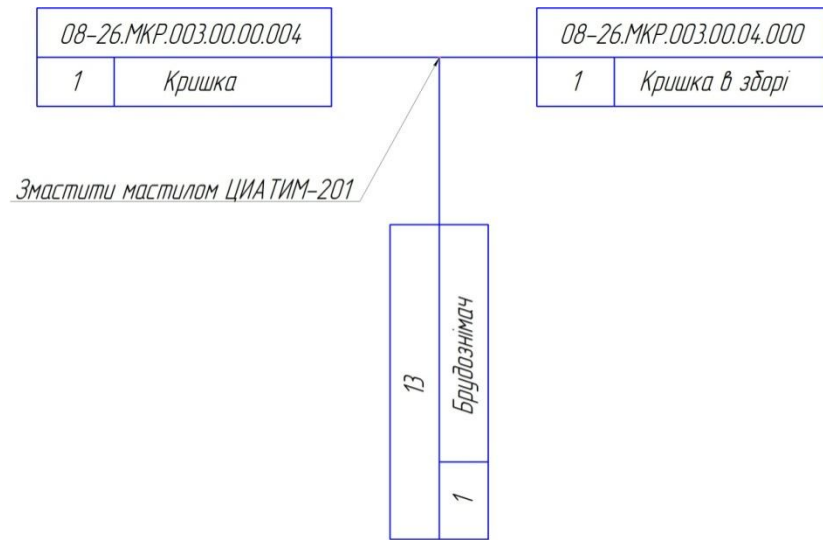 08-26.МКР.003.00.00.004
1 Кришка
08-26.МКР.003.00.04.000
1 Кришка в зборі
Змастити мастилом ЦИАТИМ-201
13
1 Брудознімач